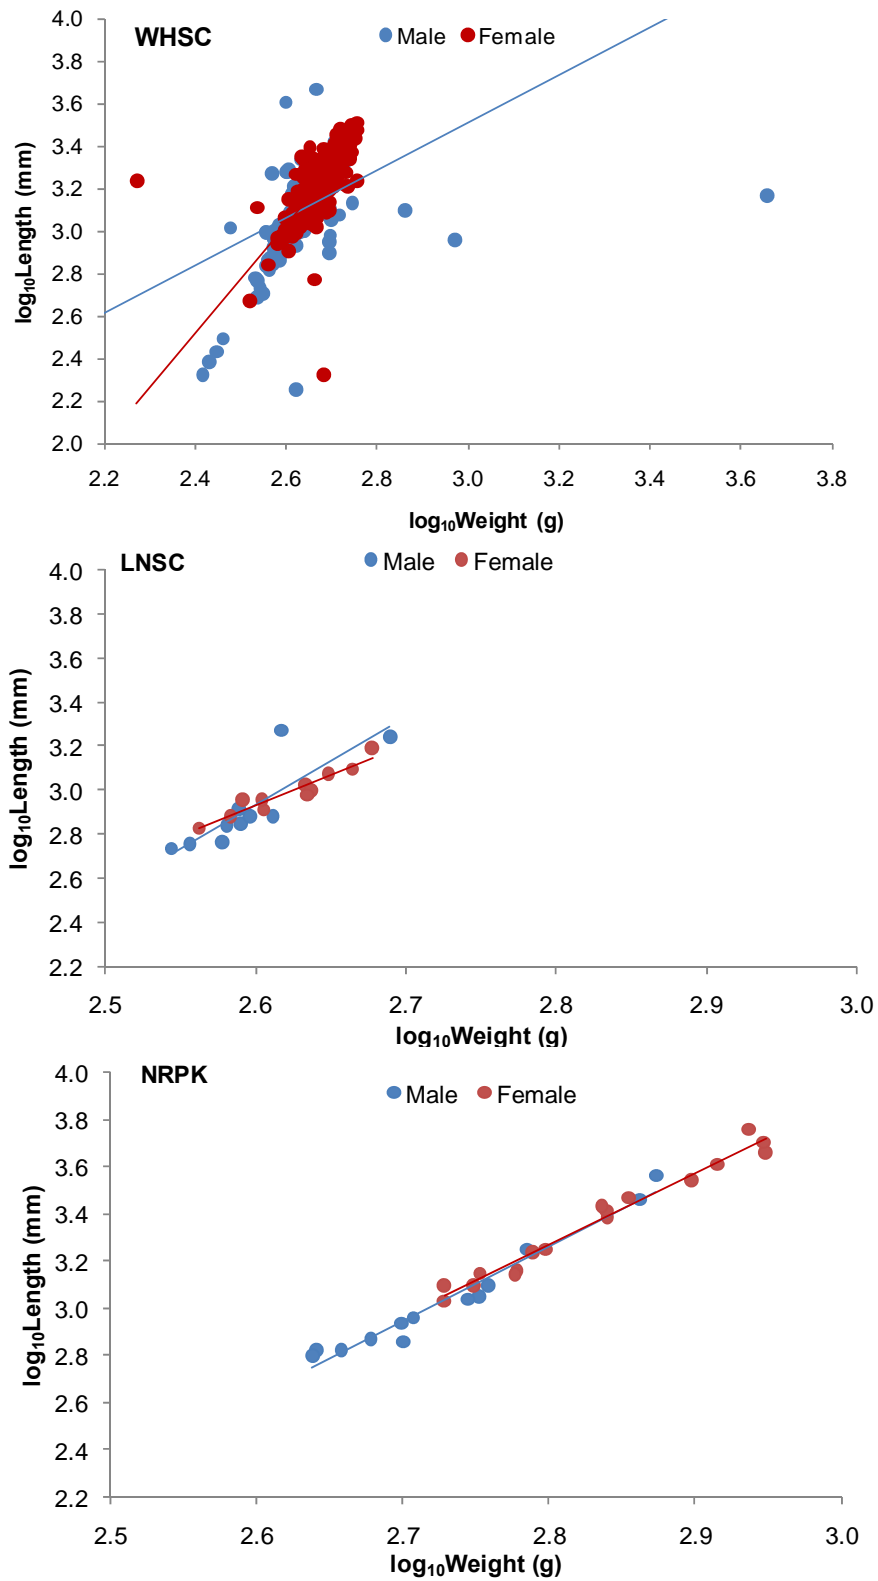 WHSC
Male Female
log₁₀Length (mm)
4.0
3.8
3.6
3.4
3.2
3.0
2.8
2.6
2.4
2.2
2.0
2.2 2.4 2.6 2.8 3.0 3.2 3.4 3.6 3.8
log₁₀Weight (g)
LNSC
Male Female
log₁₀Length (mm)
4.0
3.8
3.6
3.4
3.2
3.0
2.8
2.6
2.4
2.2
2.5 2.6 2.7 2.8 2.9 3.0
log₁₀Weight (g)
NRPK
Male Female
log₁₀Length (mm)
4.0
3.8
3.6
3.4
3.2
3.0
2.8
2.6
2.4
2.2
2.5 2.6 2.7 2.8 2.9 3.0
log₁₀Weight (g)